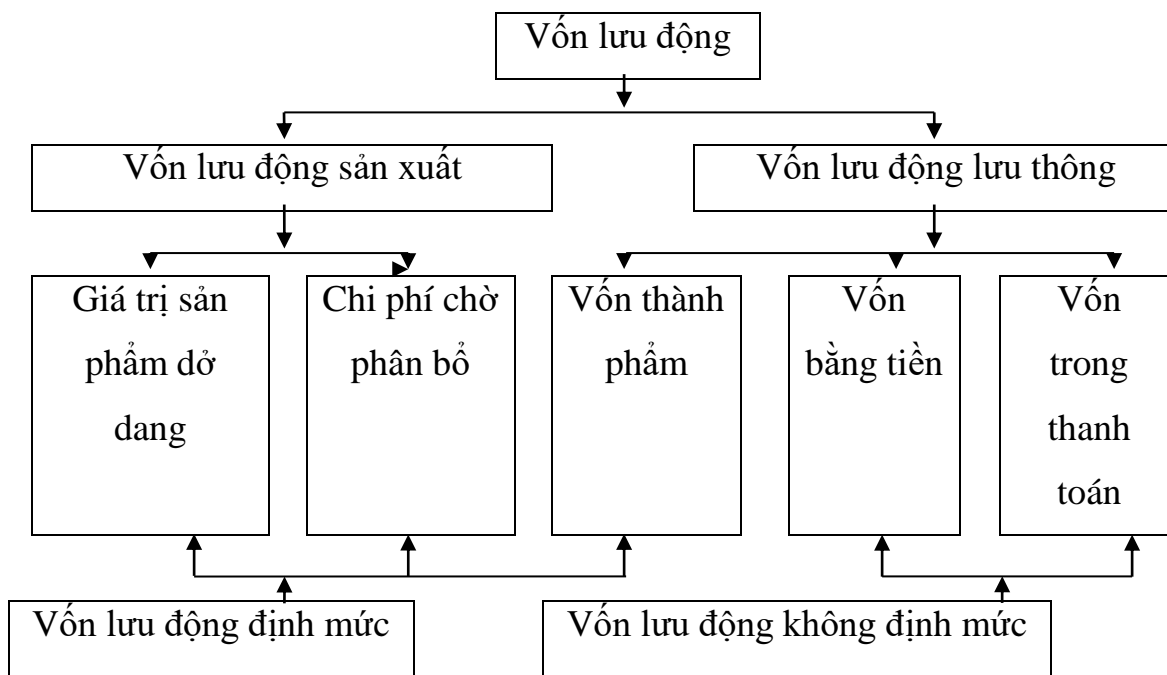 Vốn lưu động
Vốn lưu động sản xuất
Vốn lưu động lưu thông
Giá trị sản
phẩm dở
dang
Chi phí chờ
phân bổ
Vốn thành
phẩm
Vốn
bằng tiền
Vốn
trong
thanh
toán
Vốn lưu động định mức
Vốn lưu động không định mức